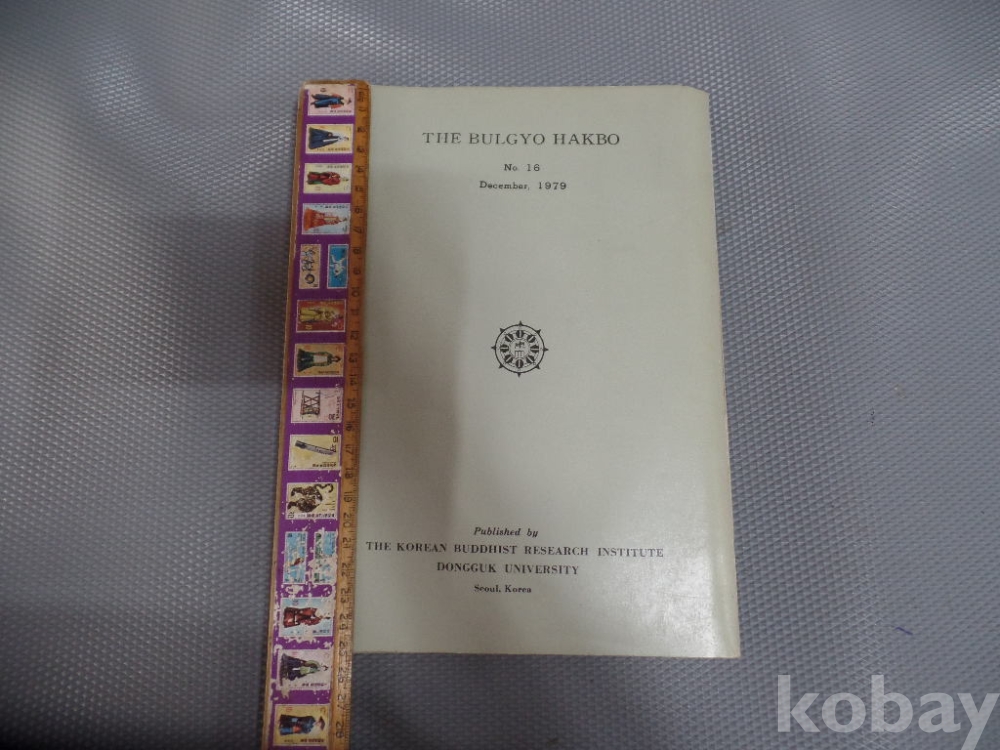 THE BULGYO HAKBO
No. 16
December, 1979
Published by
THE KOREAN BUDDHIST RESEARCH INSTITUTE
DONGGUK UNIVERSITY
Seoul, Korea
kobay